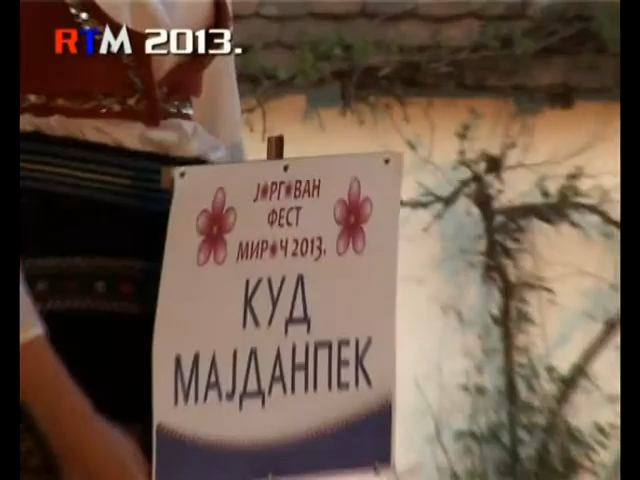 RTM 2013.
ЈОРГОВАН
ФЕСТ
МИРОЧ 2013.
КУД
МАЈДАНПЕК